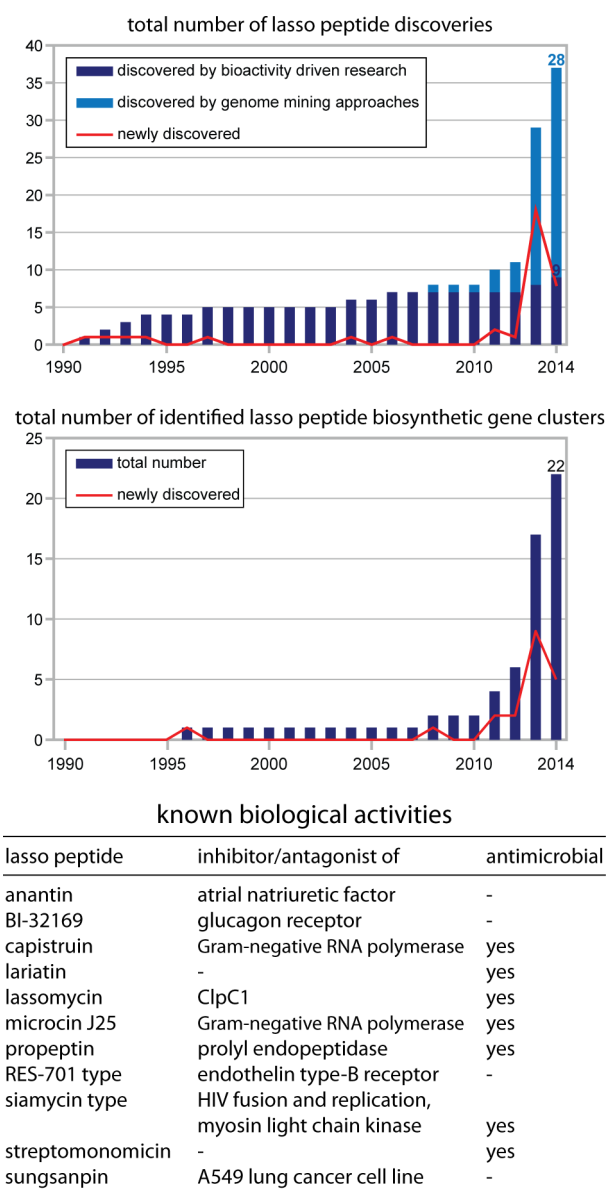 total number of lasso peptide discoveries
40
35
30
25
20
15
10
5
0
discovered by bioactivity driven research
discovered by genome mining approaches
newly discovered
28
9
1990 1995 2000 2005 2010 2014
total number of identified lasso peptide biosynthetic gene clusters
25
20
15
10
5
0
total number
newly discovered
22
1990 1995 2000 2005 2010 2014
known biological activities
lasso peptide inhibitor/antagonist of antimicrobial
anantin atrial natriuretic factor -
BI-32169 glucagon receptor -
capistruin Gram-negative RNA polymerase yes
lariatin - yes
lassomycin ClpC1 yes
microcin J25 Gram-negative RNA polymerase yes
propeptin prolyl endopeptidase yes
RES-701 type endothelin type-B receptor -
siamycin type HIV fusion and replication,
myosin light chain kinase yes
streptomonomicin - yes
sungsanpin A549 lung cancer cell line -